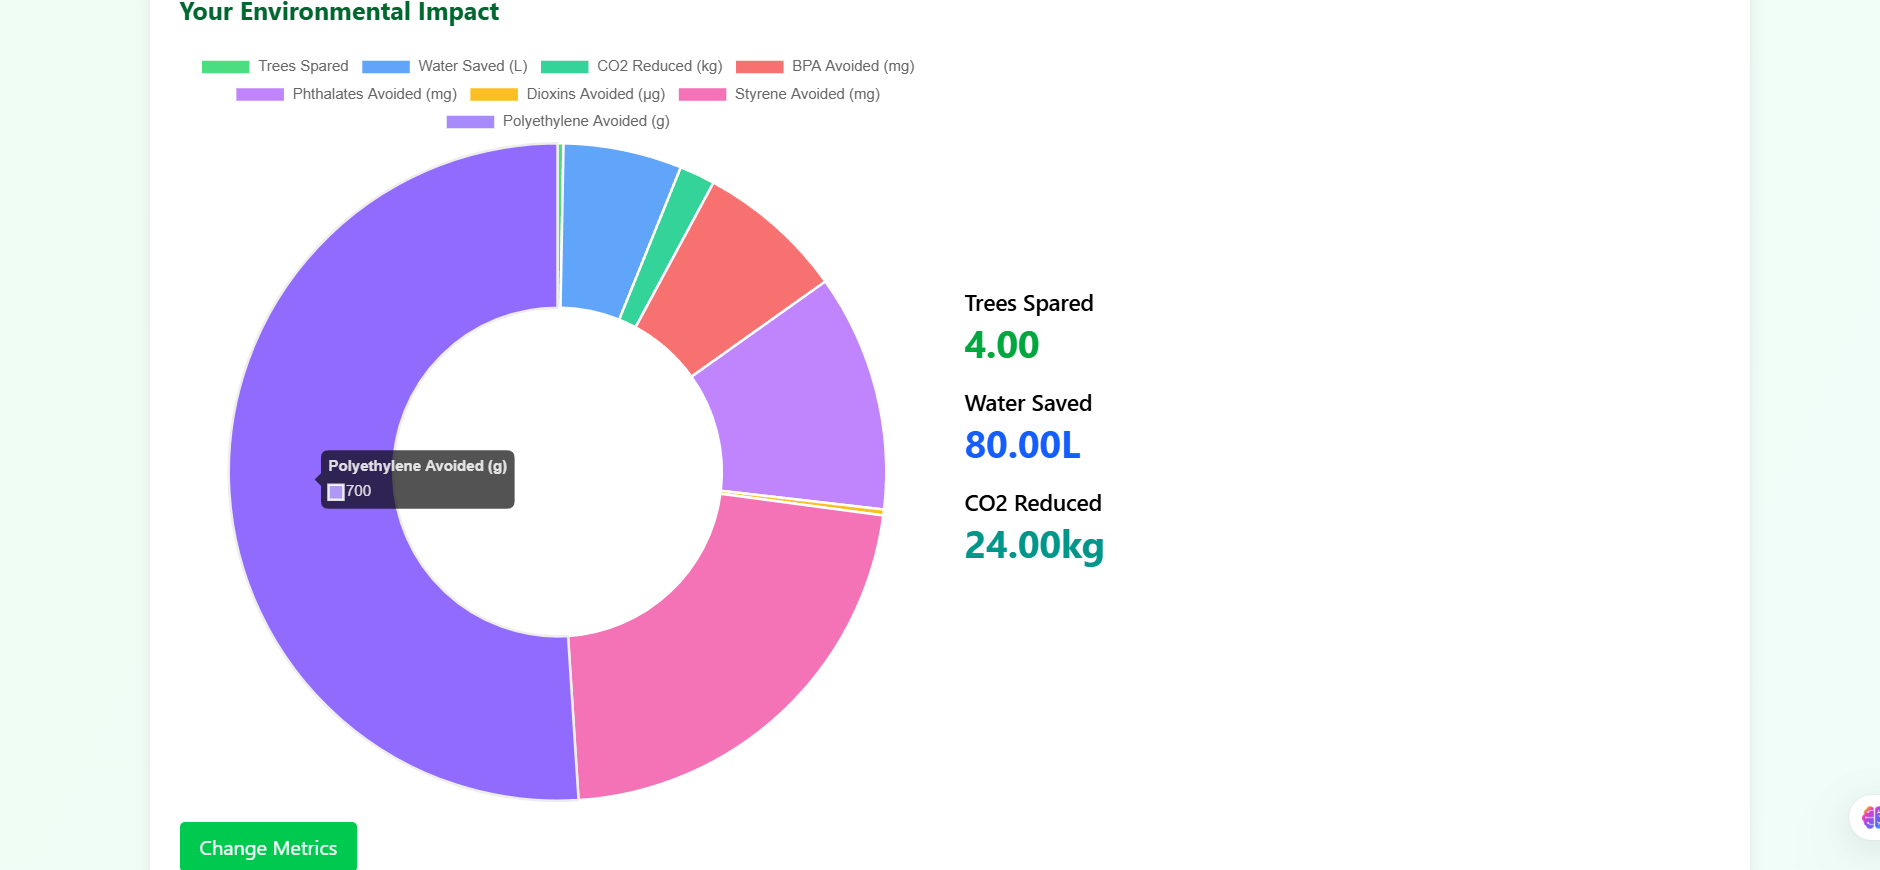 Your Environmental Impact
Trees Spared
Water Saved (L)
CO2 Reduced (kg)
BPA Avoided (mg)
Phthalates Avoided (mg)
Dioxins Avoided (µg)
Styrene Avoided (mg)
Polyethylene Avoided (g)
Polyethylene Avoided (g)
700
Trees Spared
4.00
Water Saved
80.00L
CO2 Reduced
24.00kg
Change Metrics